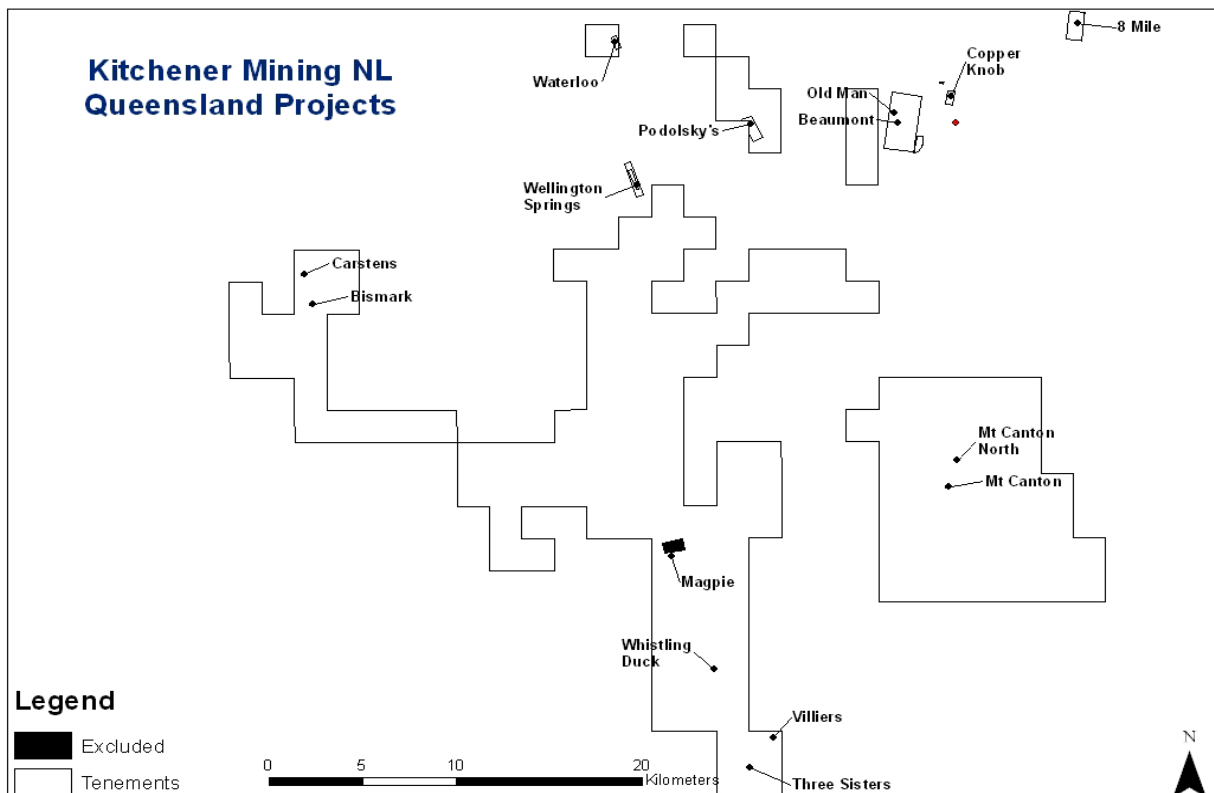 Kitchener Mining NL
Queensland Projects
8 Mile
Copper
Knob
Waterloo
Old Man
Beaumont
Podolsky's
Wellington
Springs
Carstens
Bismark
Mt Canton
North
Mt Canton
Magpie
Whistling
Duck
Villiers
Three Sisters
Legend
Excluded
Tenements
0 5 10 20
Kilometers
N